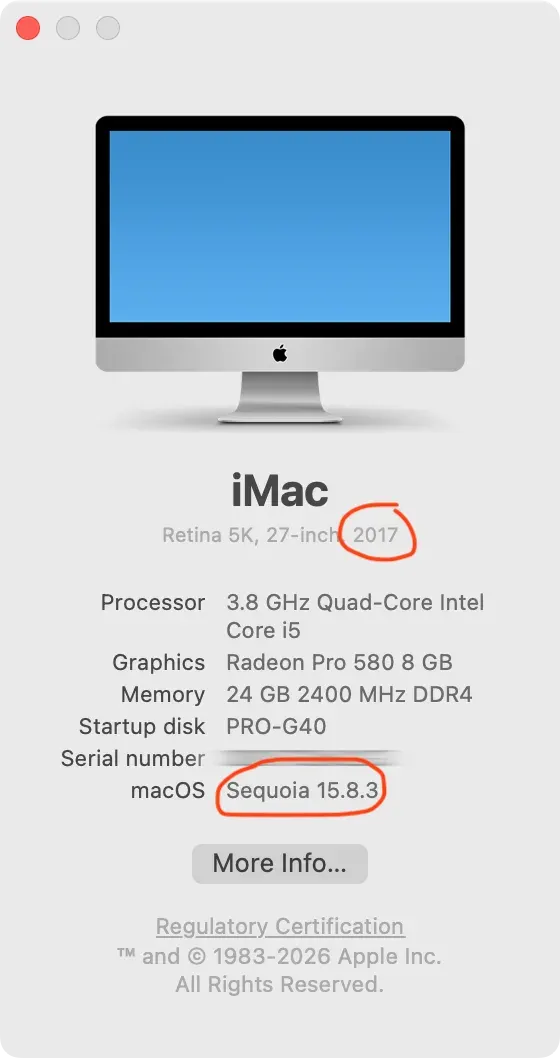 iMac
Retina 5K, 27-inch, 2017
Processor 3.8 GHz Quad-Core Intel
Core i5
Graphics Radeon Pro 580 8 GB
Memory 24 GB 2400 MHz DDR4
Startup disk PRO-G40
Serial number
macOS Sequoia 15.8.3
More Info...
Regulatory Certification
™ and © 1983-2026 Apple Inc.
All Rights Reserved.